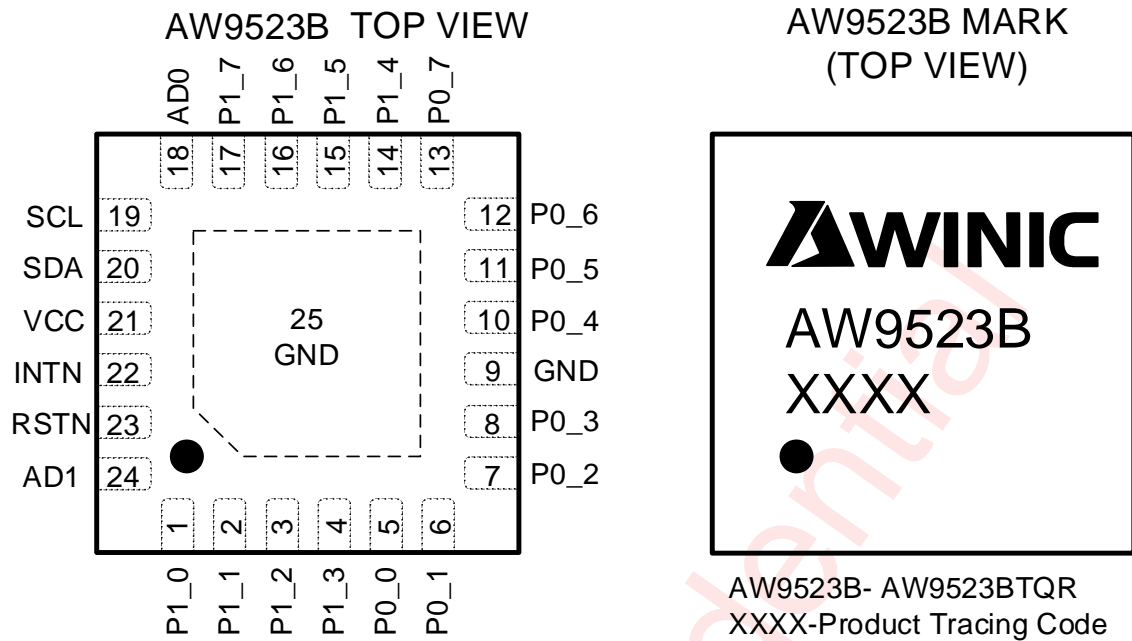 AW9523B TOP VIEW
AD0
P1_7
P1_6
P1_5
P1_4
P0_7
18
17
16
15
14
13
SCL 19
SDA 20
VCC 21
INTN 22
RSTN 23
AD1 24
25
GND
12 P0_6
11 P0_5
10 P0_4
9 GND
8 P0_3
7 P0_2
1
2
3
4
5
6
P1_0
P1_1
P1_2
P1_3
P0_0
P0_1
AW9523B MARK
(TOP VIEW)
AWINIC
AW9523B
XXXX
AW9523B- AW9523BTQR
XXXX-Product Tracing Code